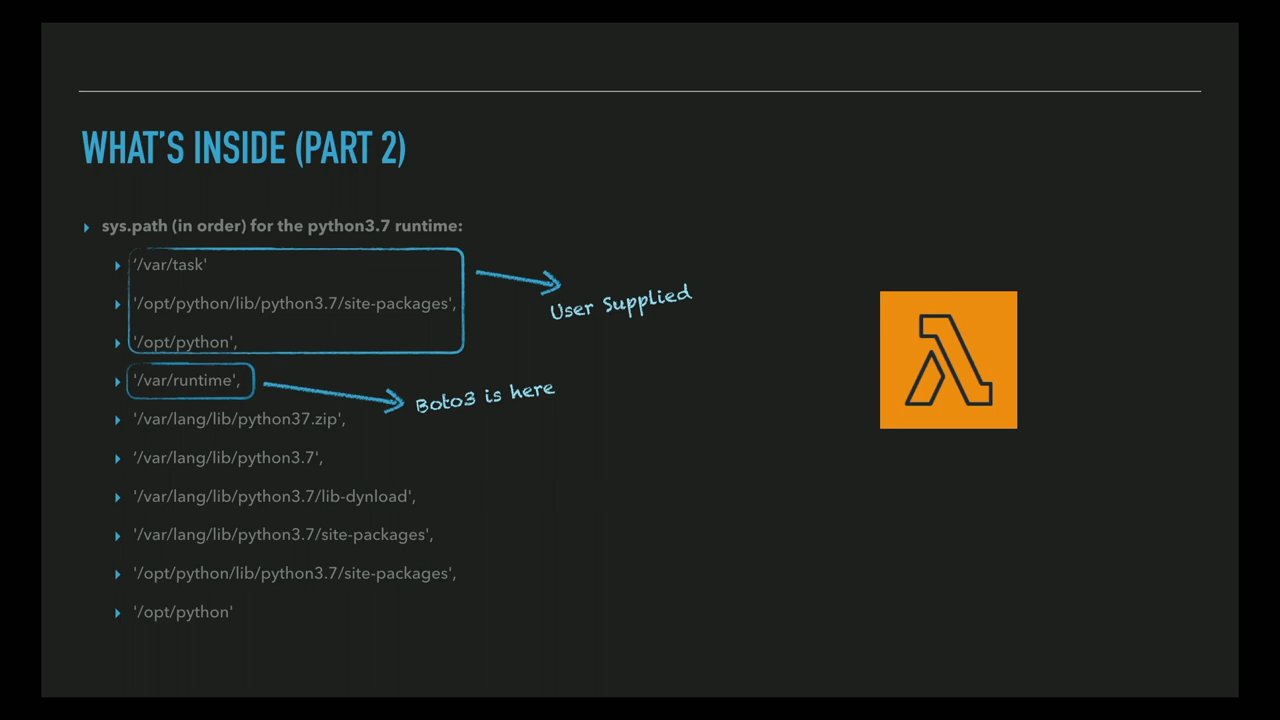 WHAT'S INSIDE (PART 2)
sys.path (in order) for the python3.7 runtime:
‘/var/task'
'/opt/python/lib/python3.7/site-packages',
'/opt/python',
User Supplied
'/var/runtime',
Boto3 is here
'/var/lang/lib/python37.zip',
‘/var/lang/lib/python3.7',
'/var/lang/lib/python3.7/lib-dynload',
'/var/lang/lib/python3.7/site-packages',
'/opt/python/lib/python3.7/site-packages',
'/opt/python'